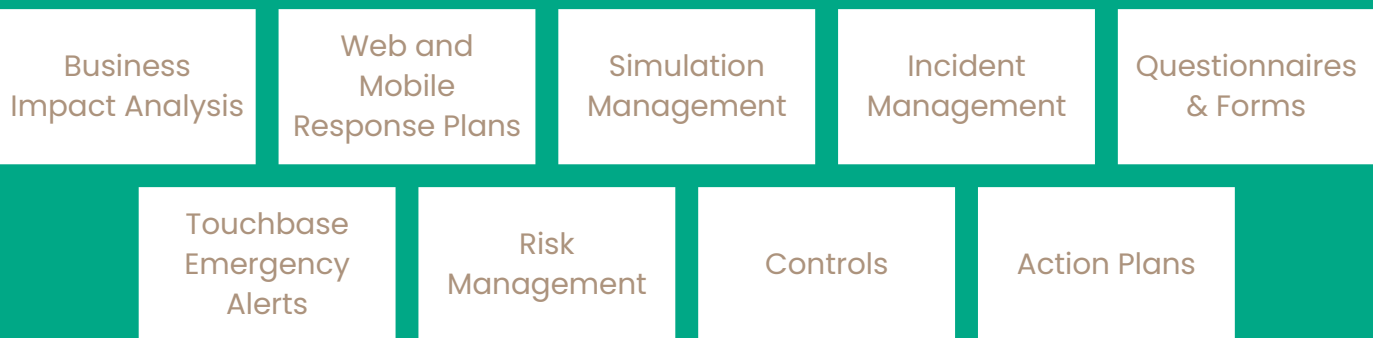 Business
Impact Analysis
Web and
Mobile
Response Plans
Simulation
Management
Incident
Management
Questionnaires
& Forms
Touchbase
Emergency
Alerts
Risk
Management
Controls
Action Plans